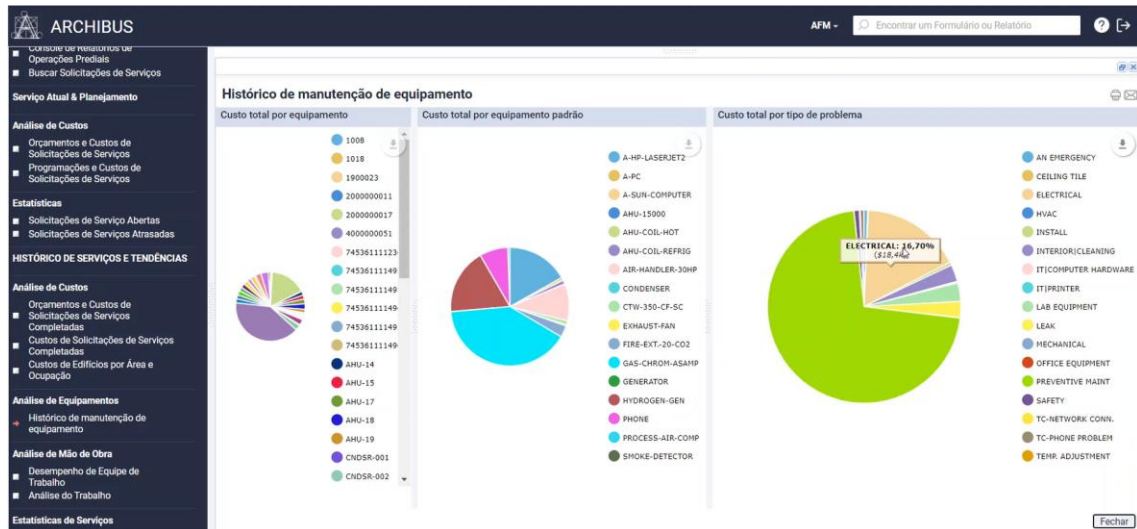 ARCHIBUS
AFM
Encontrar um Formulário ou Relatório
?
Console de Relatórios de
Operações Prediais
Buscar Solicitações de Serviços
Serviço Atual & Planejamento
Análise de Custos
Orçamentos e Custos de
Solicitações de Serviços
Programações e Custos de
Solicitações de Serviços
Estatísticas
Solicitações de Serviço Abertas
Solicitações de Serviços Atrasadas
HISTÓRICO DE SERVIÇOS E TENDÊNCIAS
Análise de Custos
Orçamentos e Custos de
Solicitações de Serviços
Completadas
Custos de Solicitações de Serviços
Completadas
Custos de Edifícios por Área e
Ocupação
Análise de Equipamentos
Histórico de manutenção de
equipamento
Análise de Mão de Obra
Desempenho de Equipe de
Trabalho
Análise do Trabalho
Estatísticas de Serviços
Histórico de manutenção de equipamento
Custo total por equipamento
1008
1018
1900023
2000000011
2000000017
4000000051
74536111123
74536111149
74536111149
74536111149
74536111149
74536111149
AHU-14
AHU-15
AHU-17
AHU-18
AHU-19
CNDSR-001
CNDSR-002
Custo total por equipamento padrão
A-HP-LASERJET2
A-PC
A-SUN-COMPUTER
AHU-15000
AHU-COIL-HOT
AHU-COIL-REFRIG
AIR-HANDLER-30HP
CONDENSER
CTW-350-CF-SC
EXHAUST-FAN
FIRE-EXT.-20-CO2
GAS-CHROM-ASAMP
GENERATOR
HYDROGEN-GEN
PHONE
PROCESS-AIR-COMP
SMOKE-DETECTOR
Custo total por tipo de problema
ELECTRICAL: 16,70%
AN EMERGENCY
CEILING TILE
ELECTRICAL
HVAC
INSTALL
INTERIOR|CLEANING
IT|COMPUTER HARDWARE
IT|PRINTER
LAB EQUIPMENT
LEAK
MECHANICAL
OFFICE EQUIPMENT
PREVENTIVE MAINT
SAFETY
TC-NETWORK CONN.
TC-PHONE PROBLEM
TEMP. ADJUSTMENT
Fechar